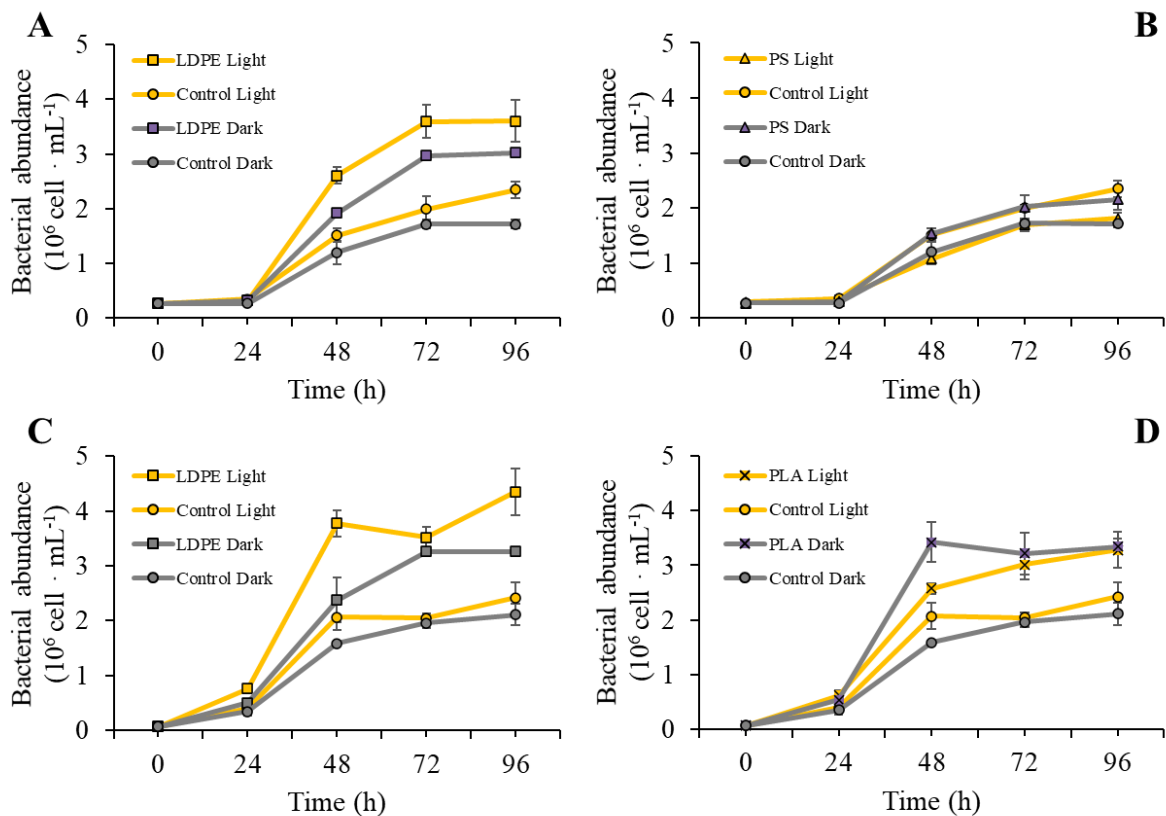 A
Bacterial abundance
(10⁶ cell · mL⁻¹)
5
4
3
2
1
0
LDPE Light
Control Light
LDPE Dark
Control Dark
0 24 48 72 96
Time (h)
B
Bacterial abundance
(10⁶ cell · mL⁻¹)
5
4
3
2
1
0
PS Light
Control Light
PS Dark
Control Dark
0 24 48 72 96
Time (h)
C
Bacterial abundance
(10⁶ cell · mL⁻¹)
5
4
3
2
1
0
LDPE Light
Control Light
LDPE Dark
Control Dark
0 24 48 72 96
Time (h)
D
Bacterial abundance
(10⁶ cell · mL⁻¹)
5
4
3
2
1
0
PLA Light
Control Light
PLA Dark
Control Dark
0 24 48 72 96
Time (h)